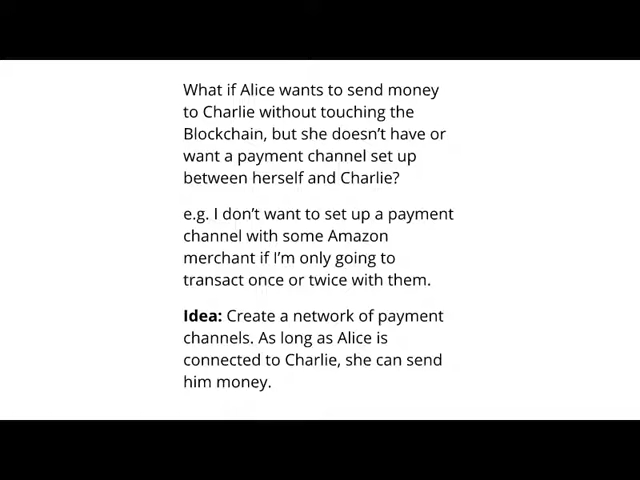 What if Alice wants to send money
to Charlie without touching the
Blockchain, but she doesn’t have or
want a payment channel set up
between herself and Charlie?
e.g. I don’t want to set up a payment
channel with some Amazon
merchant if I’m only going to
transact once or twice with them.
Idea: Create a network of payment
channels. As long as Alice is
connected to Charlie, she can send
him money.